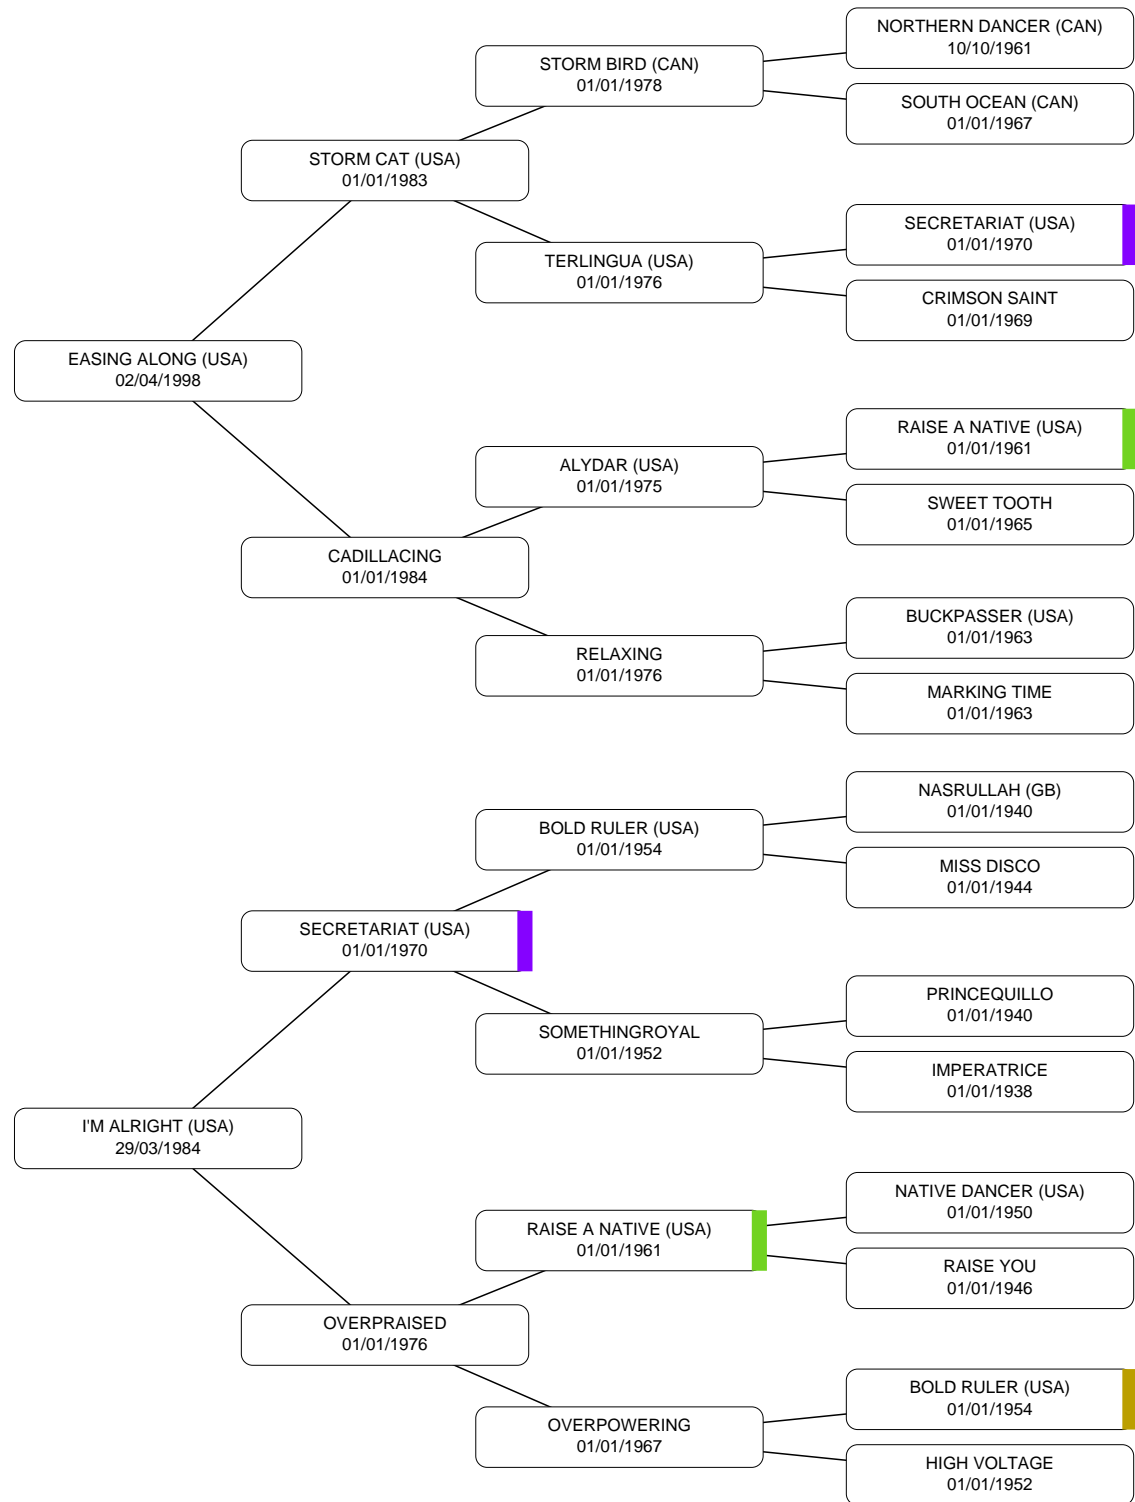 NORTHERN DANCER (CAN)
10/10/1961
STORM BIRD (CAN)
01/01/1978
SOUTH OCEAN (CAN)
01/01/1967
STORM CAT (USA)
01/01/1983
SECRETARIAT (USA)
01/01/1970
TERLINGUA (USA)
01/01/1976
CRIMSON SAINT
01/01/1969
EASING ALONG (USA)
02/04/1998
RAISE A NATIVE (USA)
01/01/1961
ALYDAR (USA)
01/01/1975
SWEET TOOTH
01/01/1965
CADILLACING
01/01/1984
BUCKPASSER (USA)
01/01/1963
RELAXING
01/01/1976
MARKING TIME
01/01/1963
NASRULLAH (GB)
01/01/1940
BOLD RULER (USA)
01/01/1954
MISS DISCO
01/01/1944
SECRETARIAT (USA)
01/01/1970
PRINCEQUILLO
01/01/1940
SOMETHINGROYAL
01/01/1952
IMPERATRICE
01/01/1938
I'M ALRIGHT (USA)
29/03/1984
NATIVE DANCER (USA)
01/01/1950
RAISE A NATIVE (USA)
01/01/1961
RAISE YOU
01/01/1946
OVERPRAISED
01/01/1976
BOLD RULER (USA)
01/01/1954
OVERPOWERING
01/01/1967
HIGH VOLTAGE
01/01/1952